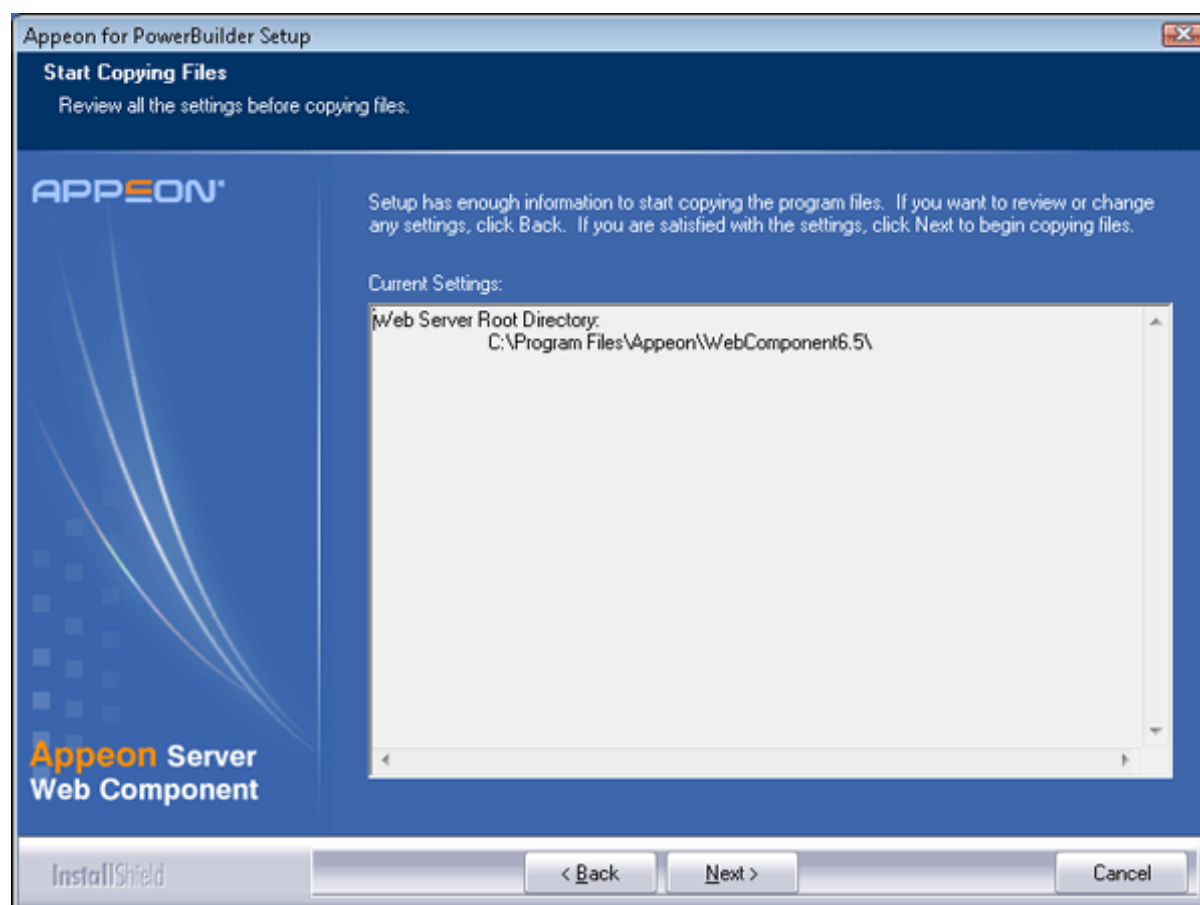 Appeon for PowerBuilder Setup
Start Copying Files
Review all the settings before copying files.
APPEON
Setup has enough information to start copying the program files. If you want to review or change
any settings, click Back. If you are satisfied with the settings, click Next to begin copying files.
Current Settings:
Web Server Root Directory:
C:\Program Files\Appeon\WebComponent6.5\
Appeon Server
Web Component
InstallShield
< Back
Next >
Cancel